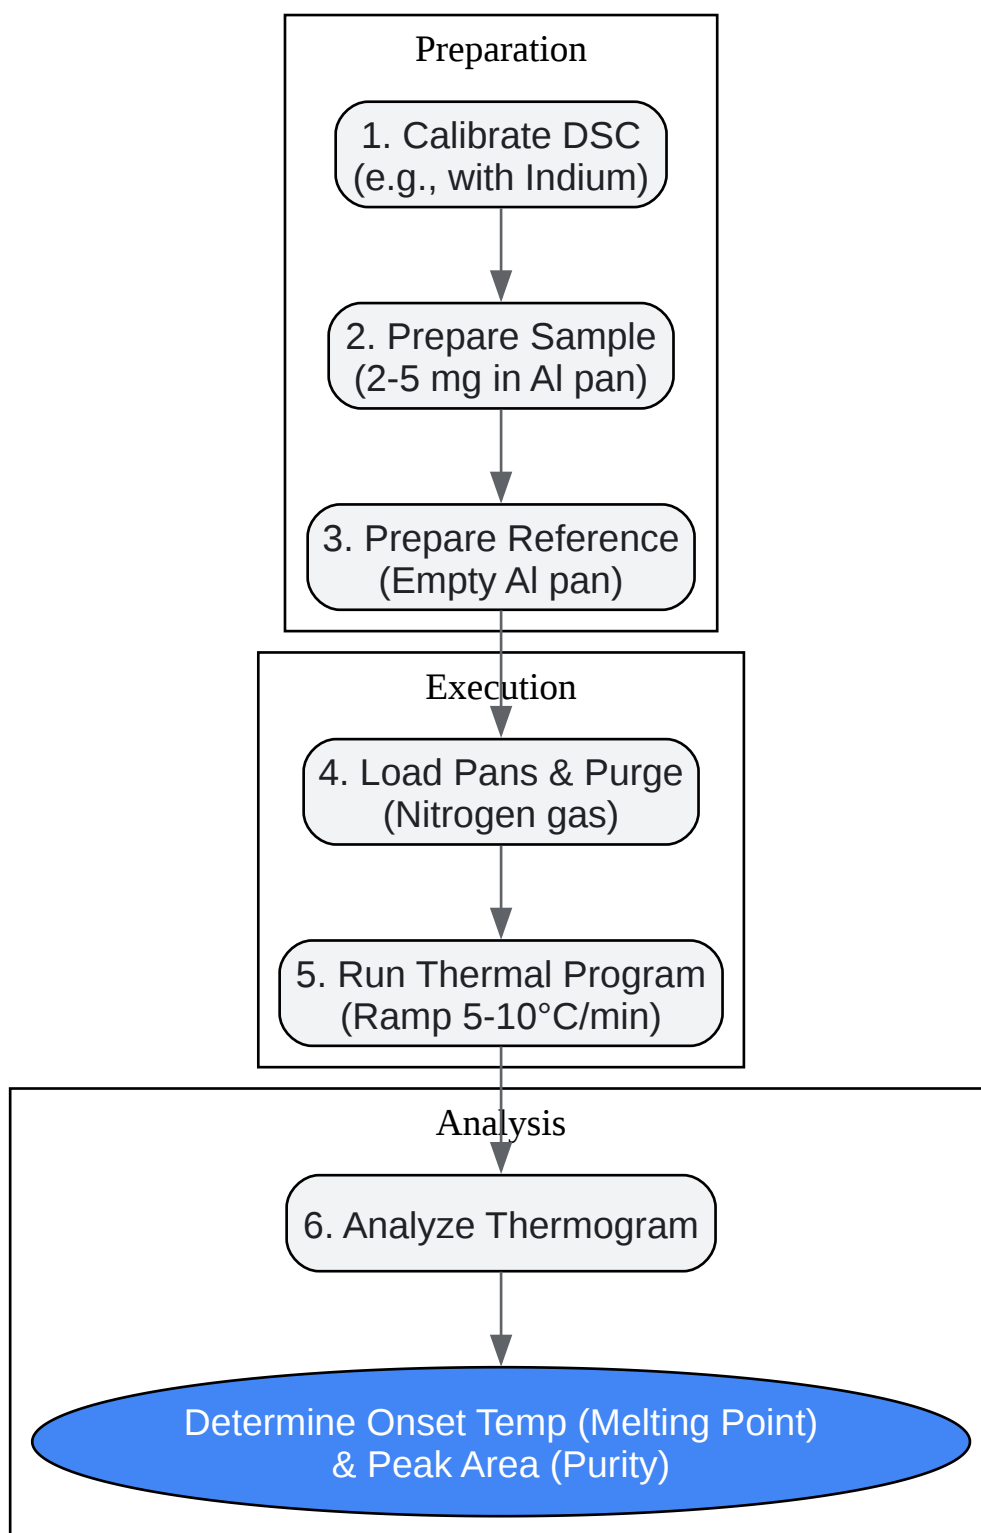 Preparation
1. Calibrate DSC
(e.g., with Indium)
2. Prepare Sample
(2-5 mg in Al pan)
3. Prepare Reference
(Empty Al pan)
Execution
4. Load Pans & Purge
(Nitrogen gas)
5. Run Thermal Program
(Ramp 5-10°C/min)
Analysis
6. Analyze Thermogram
Determine Onset Temp (Melting Point)
& Peak Area (Purity)